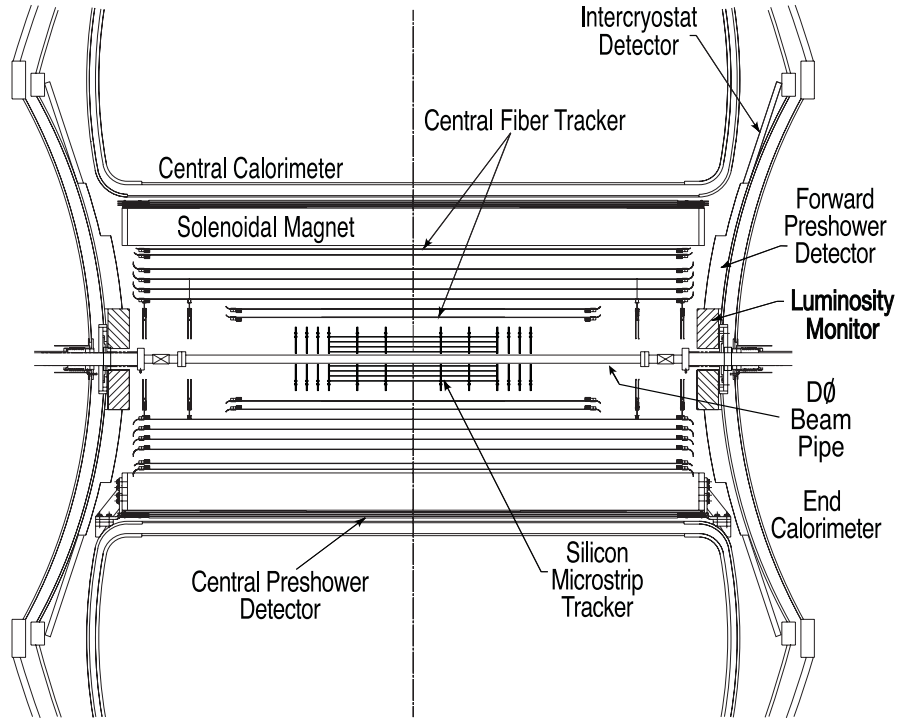 Intercryostat
Detector
Central Fiber Tracker
Central Calorimeter
Solenoidal Magnet
Forward
Preshower
Detector
Luminosity
Monitor
DØ
Beam
Pipe
End
Calorimeter
Silicon
Microstrip
Tracker
Central Preshower
Detector